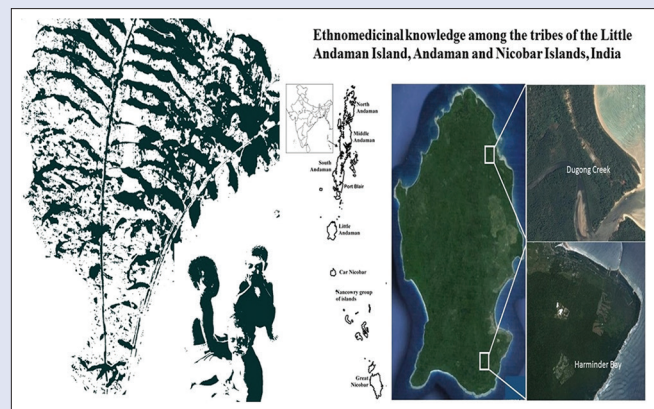 Ethnomedicinal knowledge among the tribes of the Little
Andaman Island, Andaman and Nicobar Islands, India
North
Andaman
Middle
Andaman
South
Andaman
Port Blair
Little
Andaman
Car Nicobar
Nancowry group
of islands
Great
Nicobar
Dugong Creek
Harminder Bay